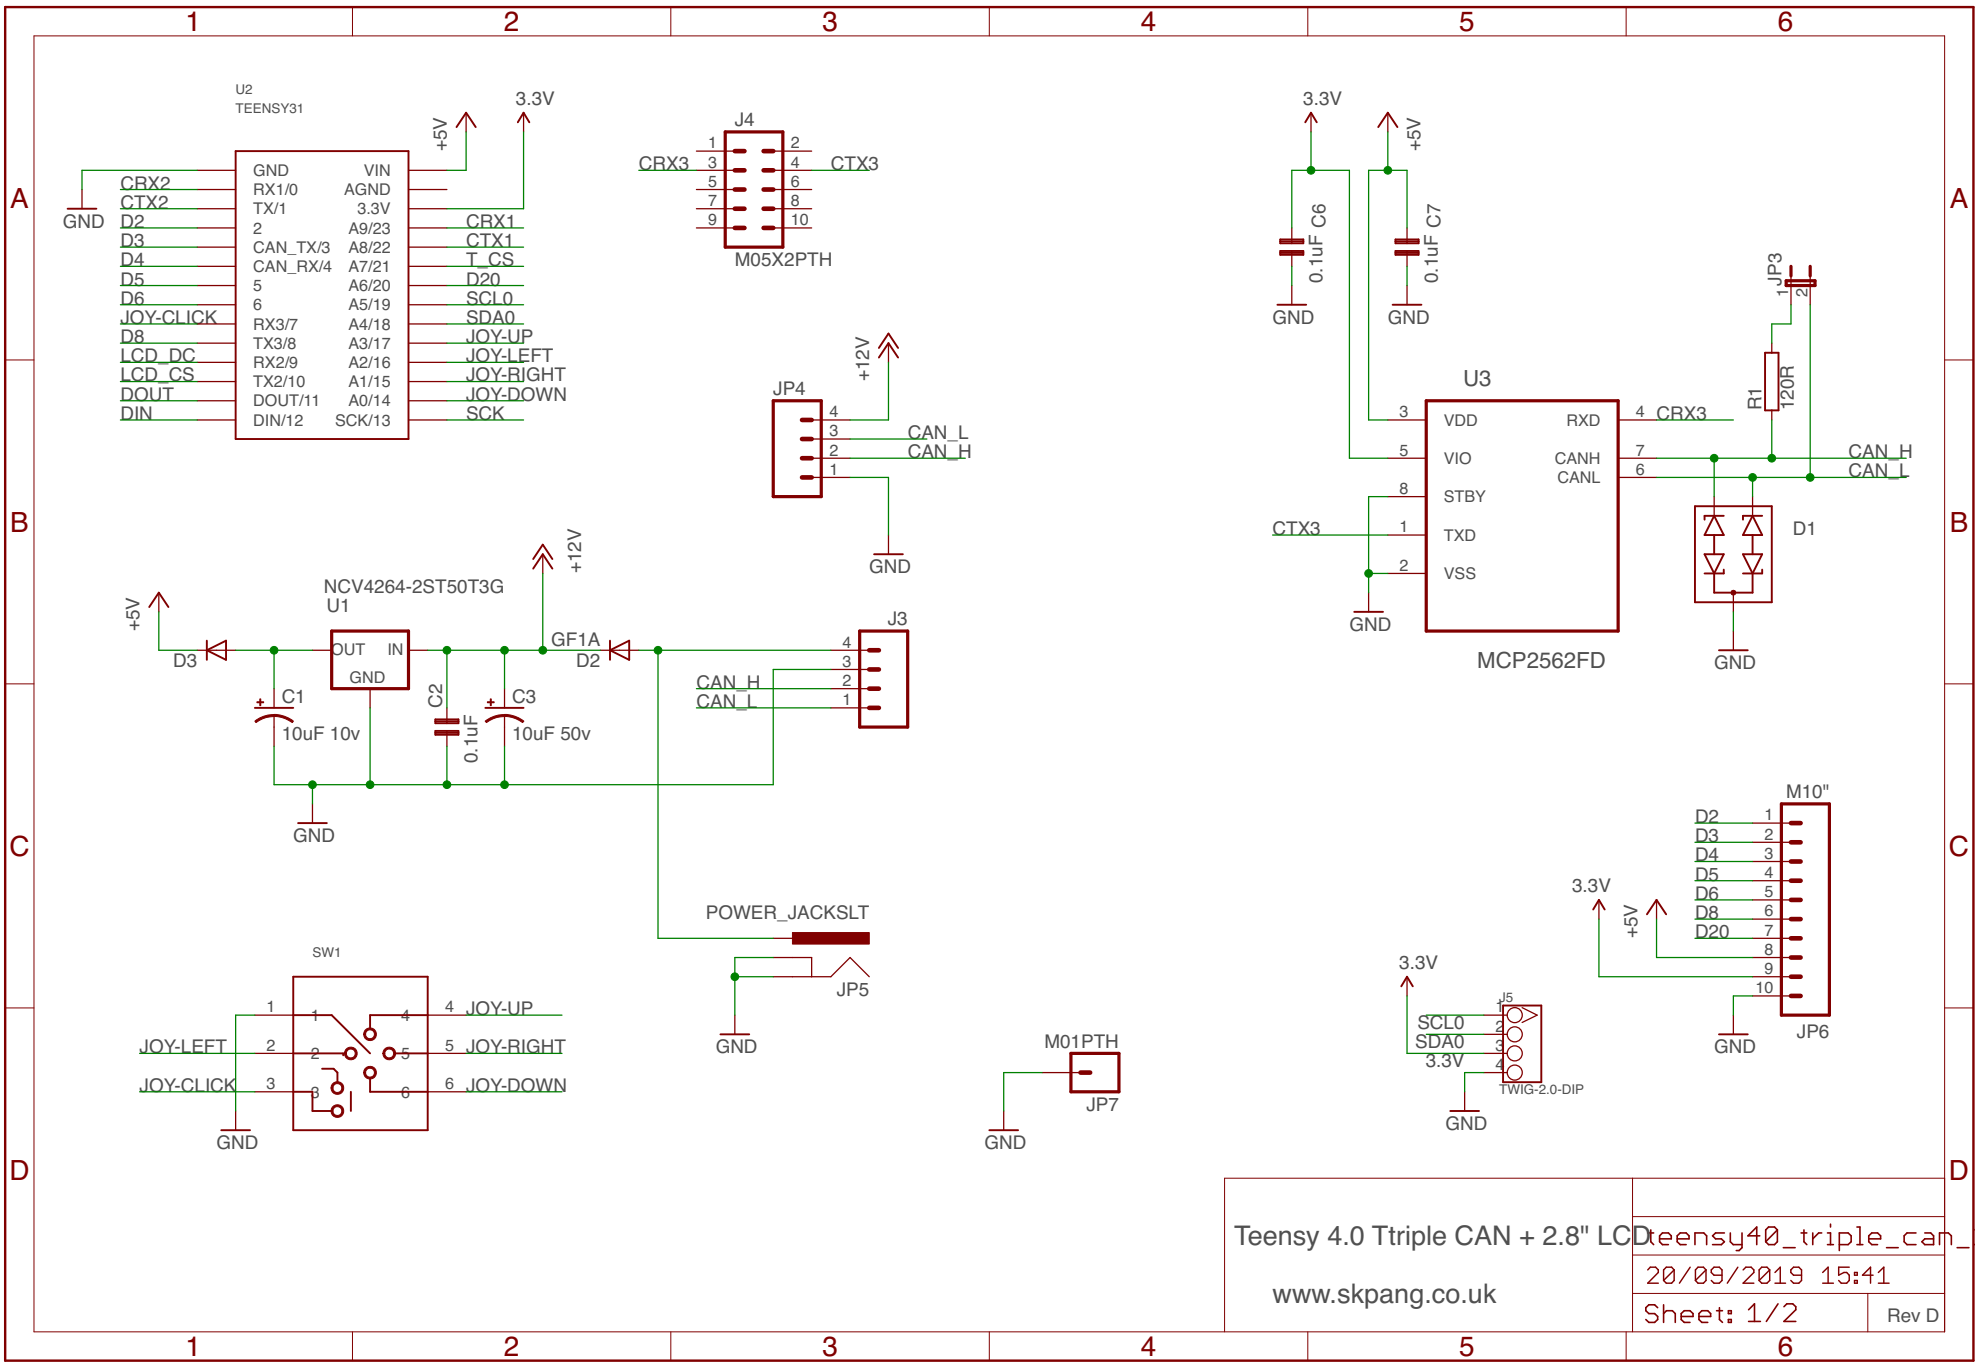 1 2 3 4 5 6
A
B
C
D
A
B
C
D
U2
TEENSY31
+5V
3.3V
GND
GND VIN
CRX2 RX1/0 AGND
CTX2 TX/1 3.3V
D2 2 A9/23 CRX1
D3 CAN_TX/3 A8/22 CTX1
D4 CAN_RX/4 A7/21 T_CS
D5 5 A6/20 D20
D6 6 A5/19 SCL0
JOY-CLICK RX3/7 A4/18 SDA0
D8 TX3/8 A3/17 JOY-UP
LCD_DC RX2/9 A2/16 JOY-LEFT
LCD_CS TX2/10 A1/15 JOY-RIGHT
DOUT DOUT/11 A0/14 JOY-DOWN
DIN DIN/12 SCK/13 SCK
J4
1 2
CRX3 3 4 CTX3
5 6
7 8
9 10
M05X2PTH
3.3V
+5V
0.1uF C6
0.1uF C7
GND
GND
JP3
1
2
R1
120R
U3
3 VDD RXD 4 CRX3
5 VIO CANH 7 CAN_H
CANL 6 CAN_L
8 STBY
CTX3 1 TXD
2 VSS
GND
MCP2562FD
D1
GND
+12V
JP4
4
3 CAN_L
2 CAN_H
1
GND
+5V
D3
NCV4264-2ST50T3G
U1
OUT IN
GND
+12V
GF1A
D2
C1
10uF 10v
C2
0.1uF
C3
10uF 50v
GND
J3
4
3
CAN_H 2
CAN_L 1
POWER_JACKSLT
JP5
GND
SW1
1 1 4 4 JOY-UP
JOY-LEFT 2 2 5 5 JOY-RIGHT
JOY-CLICK 3 3 6 6 JOY-DOWN
GND
M01PTH
JP7
GND
M10"
D2 1
D3 2
D4 3
D5 4
D6 5
D8 6
D20 7
8
9
10
3.3V
+5V
GND
JP6
3.3V
J5
1
SCL0 2
SDA0 3
3.3V 4
TWIG-2.0-DIP
GND
Teensy 4.0 Ttriple CAN + 2.8" LCD
www.skpang.co.uk
teensy40_triple_can_
20/09/2019 15:41
Sheet: 1/2
Rev D
1 2 3 4 5 6